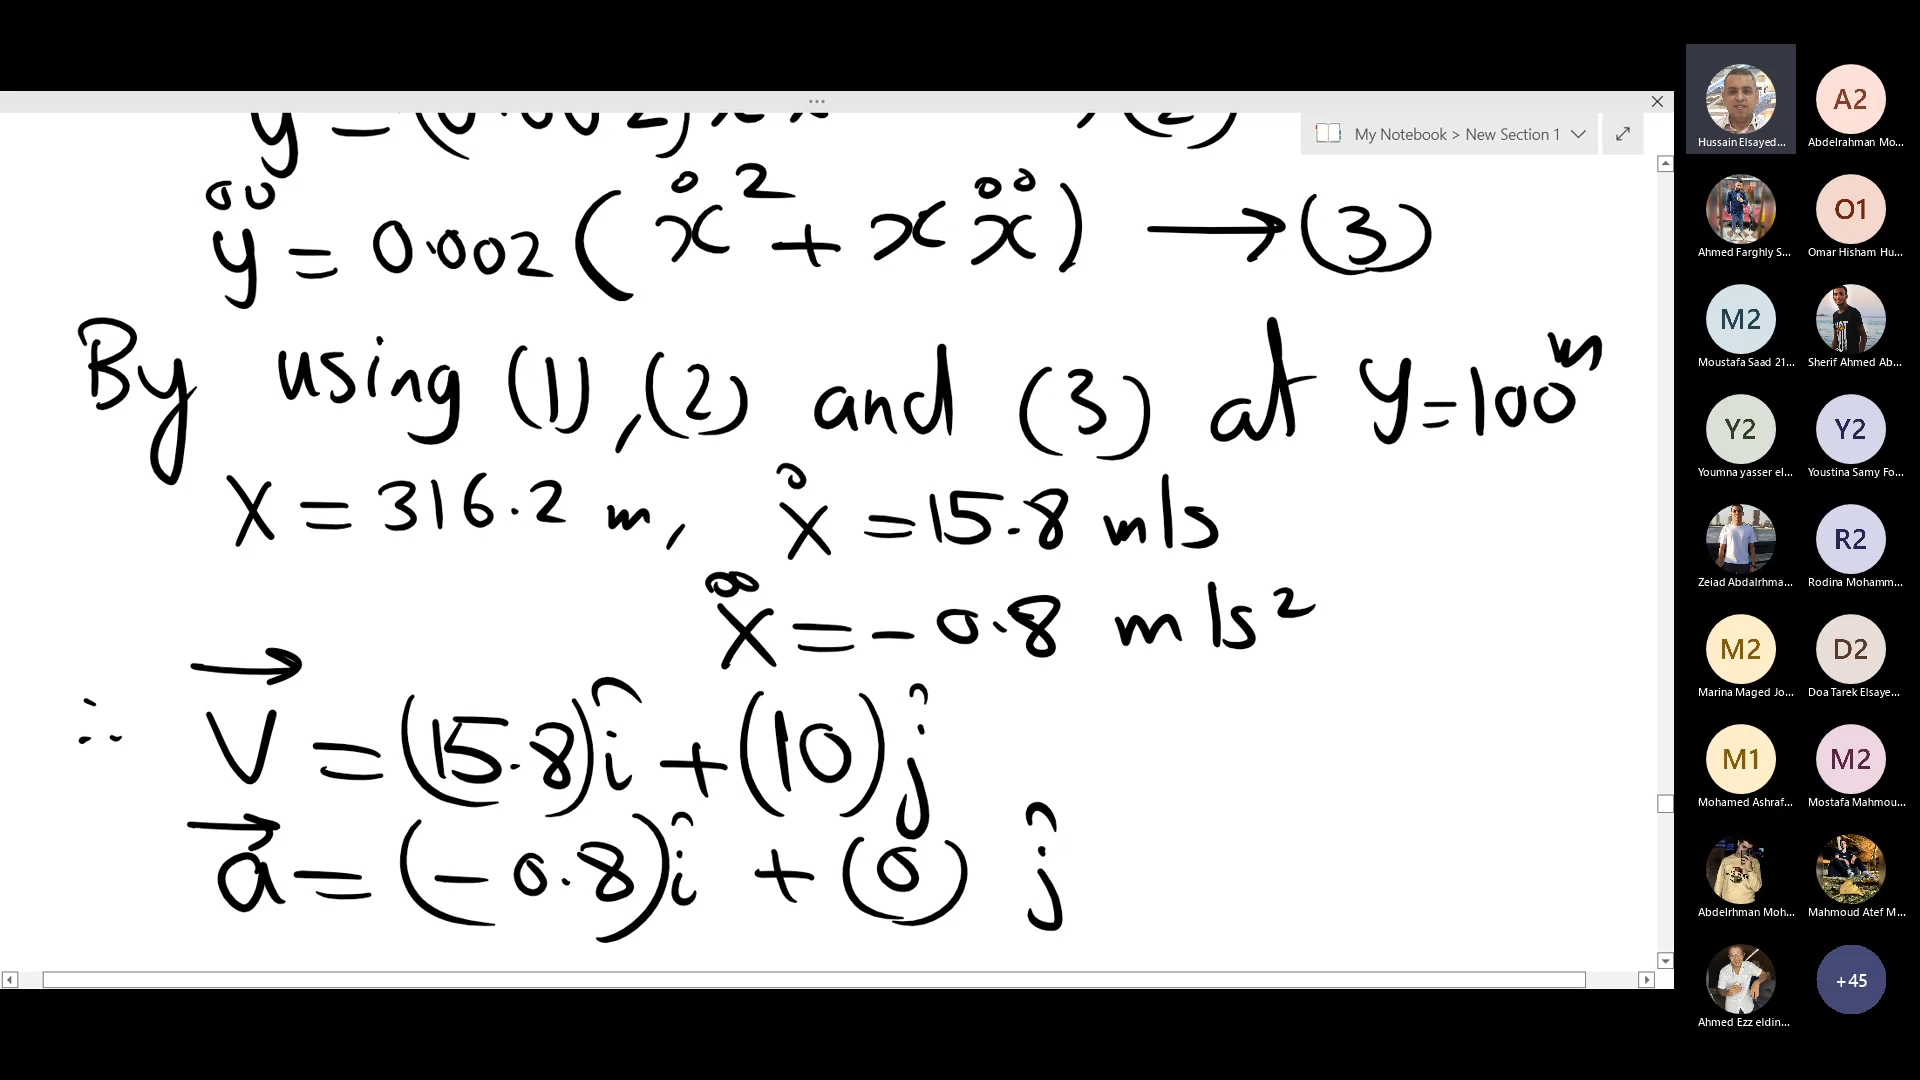 My Notebook > New Section 1
ẏ = (0.002) x ẋ → (2)
ÿ = 0.002 ( ẋ² + x ẍ ) → (3)
By using (1), (2) and (3) at y = 100 m
X = 316.2 m, Ẋ = 15.8 m/s
Ẍ = - 0.8 m/s²
∴ V⃗ = (15.8) î + (10) ĵ
a⃗ = (- 0.8) î + (0) ĵ
Hussain Elsayed...
A2
Abdelrahman Mo...
Ahmed Farghly S...
O1
Omar Hisham Hu...
M2
Moustafa Saad 21...
Sherif Ahmed Ab...
Y2
Youmna yasser el...
Y2
Youstina Samy Fo...
Zeiad Abdalrhma...
R2
Rodina Mohamm...
M2
Marina Maged Jo...
D2
Doa Tarek Elsaye...
M1
Mohamed Ashraf...
M2
Mostafa Mahmou...
Abdelrhman Moh...
Mahmoud Atef M...
Ahmed Ezz eldin...
+45